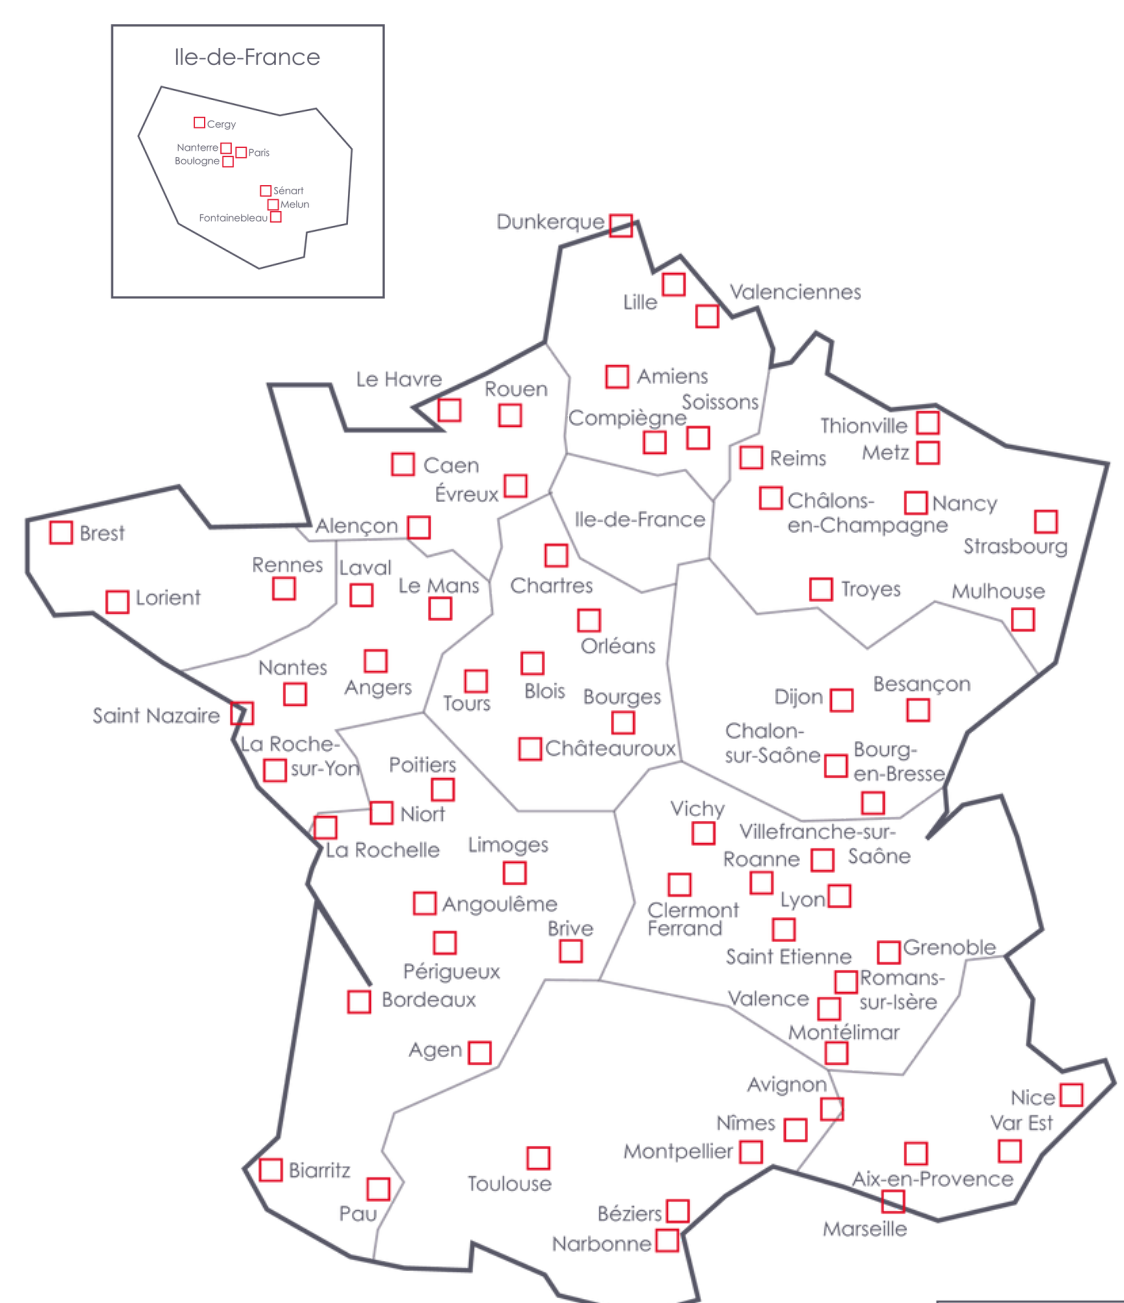 Ile-de-France
Cergy
Nanterre
Paris
Boulogne
Sénart
Melun
Fontainebleau
Dunkerque
Valenciennes
Lille
Le Havre
Amiens
Rouen
Soissons
Compiègne
Thionville
Metz
Reims
Caen
Évreux
Châlons-
en-Champagne
Nancy
Ile-de-France
Alençon
Brest
Strasbourg
Rennes
Laval
Le Mans
Chartres
Troyes
Mulhouse
Lorient
Orléans
Nantes
Angers
Tours
Blois
Bourges
Dijon
Besançon
Saint Nazaire
La Roche-
sur-Yon
Châteauroux
Chalon-
sur-Saône
Bourg-
en-Bresse
Poitiers
Niort
Vichy
La Rochelle
Limoges
Villefranche-sur-
Saône
Roanne
Lyon
Angoulême
Clermont
Ferrand
Brive
Saint Etienne
Grenoble
Périgueux
Romans-
sur-Isère
Bordeaux
Valence
Montélimar
Agen
Avignon
Nice
Nîmes
Var Est
Montpellier
Biarritz
Toulouse
Aix-en-Provence
Pau
Béziers
Marseille
Narbonne